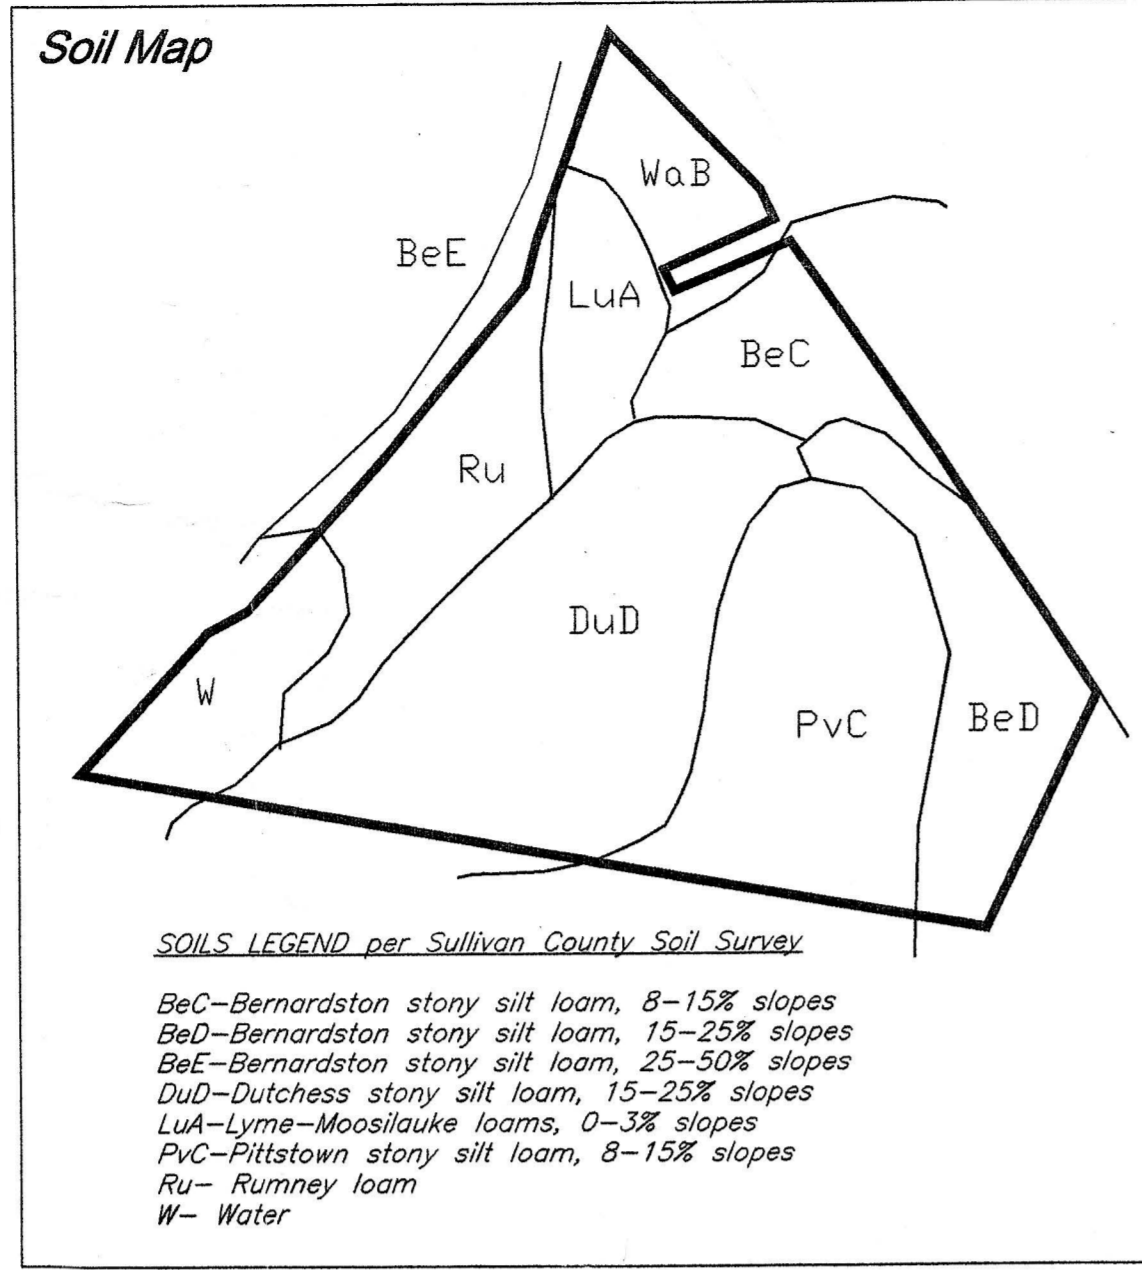 Soil Map
WaB
BeE
LuA
BeC
Ru
DuD
W
PvC
BeD
SOILS LEGEND per Sullivan County Soil Survey
BeC-Bernardston stony silt loam, 8-15% slopes
BeD-Bernardston stony silt loam, 15-25% slopes
BeE-Bernardston stony silt loam, 25-50% slopes
DuD-Dutchess stony silt loam, 15-25% slopes
LuA-Lyme-Moosilauke loams, 0-3% slopes
PvC-Pittstown stony silt loam, 8-15% slopes
Ru- Rumney loam
W- Water